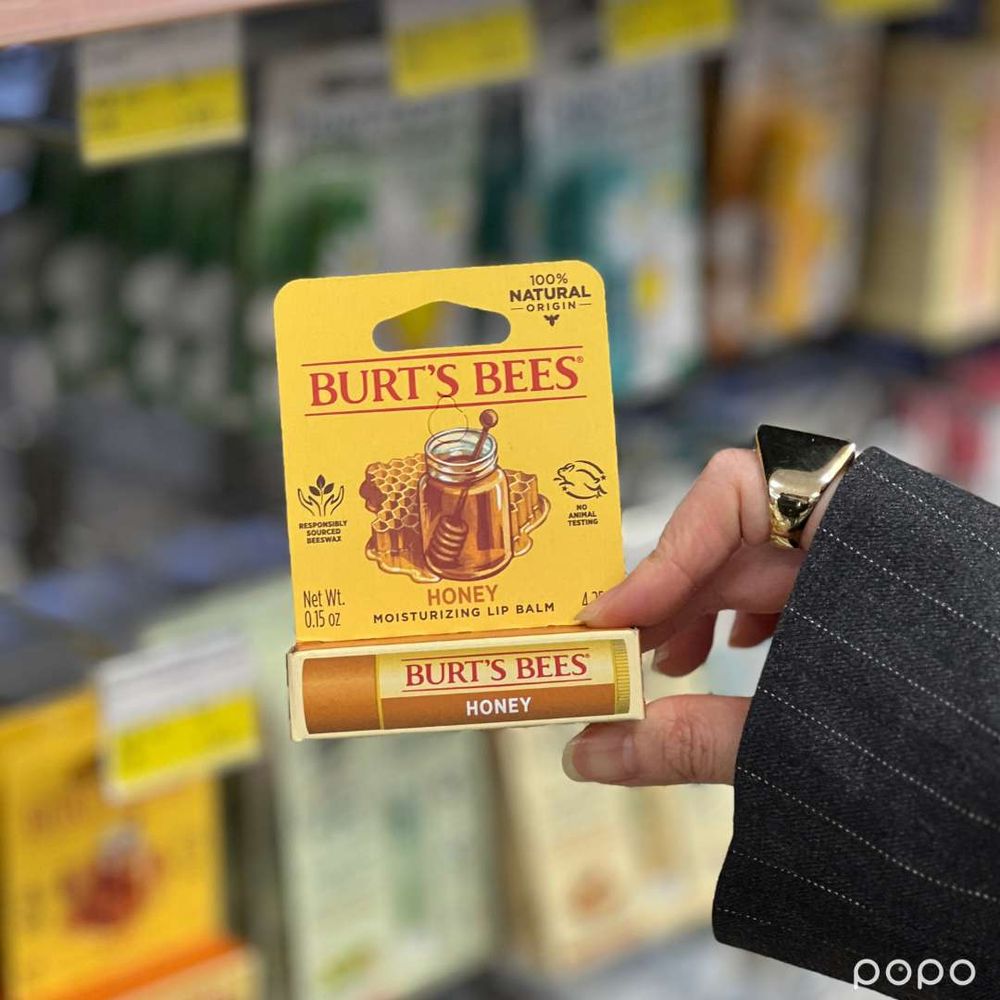 100%
NATURAL
ORIGIN
BURT'S BEES®
RESPONSIBLY
SOURCED
BEESWAX
NO
ANIMAL
TESTING
Net Wt.
0.15 oz
HONEY
MOISTURIZING LIP BALM
BURT'S BEES®
HONEY
popo